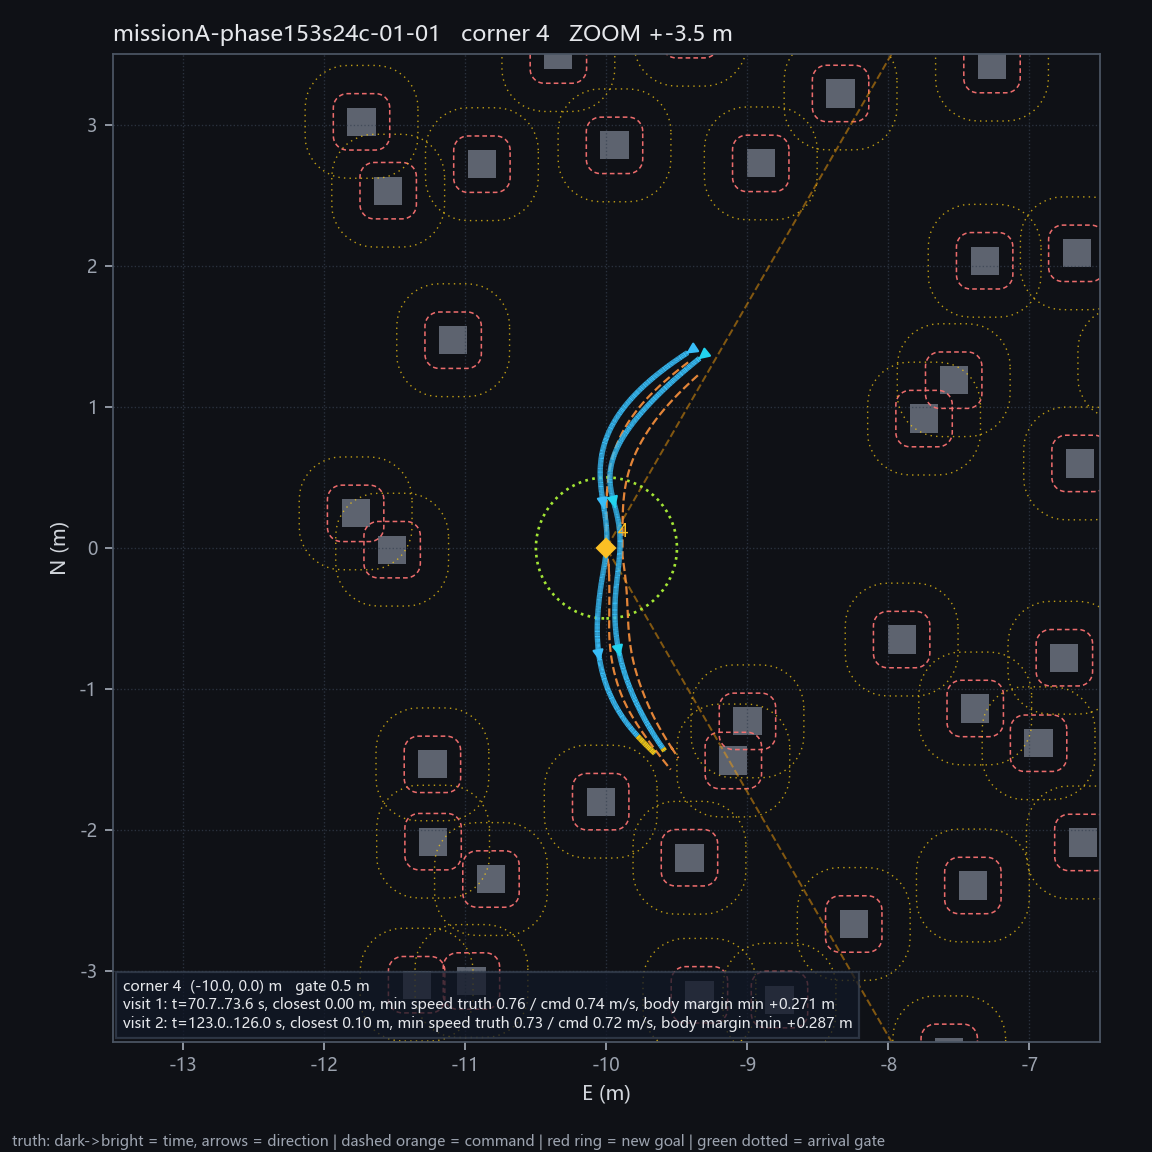 missionA-phase153s24c-01-01   corner 4   ZOOM +-3.5 m
3
2
1
0
-1
-2
-3
N (m)
4
corner 4  (-10.0, 0.0) m   gate 0.5 m
visit 1: t=70.7..73.6 s, closest 0.00 m, min speed truth 0.76 / cmd 0.74 m/s, body margin min +0.271 m
visit 2: t=123.0..126.0 s, closest 0.10 m, min speed truth 0.73 / cmd 0.72 m/s, body margin min +0.287 m
-13 -12 -11 -10 -9 -8 -7
E (m)
truth: dark->bright = time, arrows = direction | dashed orange = command | red ring = new goal | green dotted = arrival gate